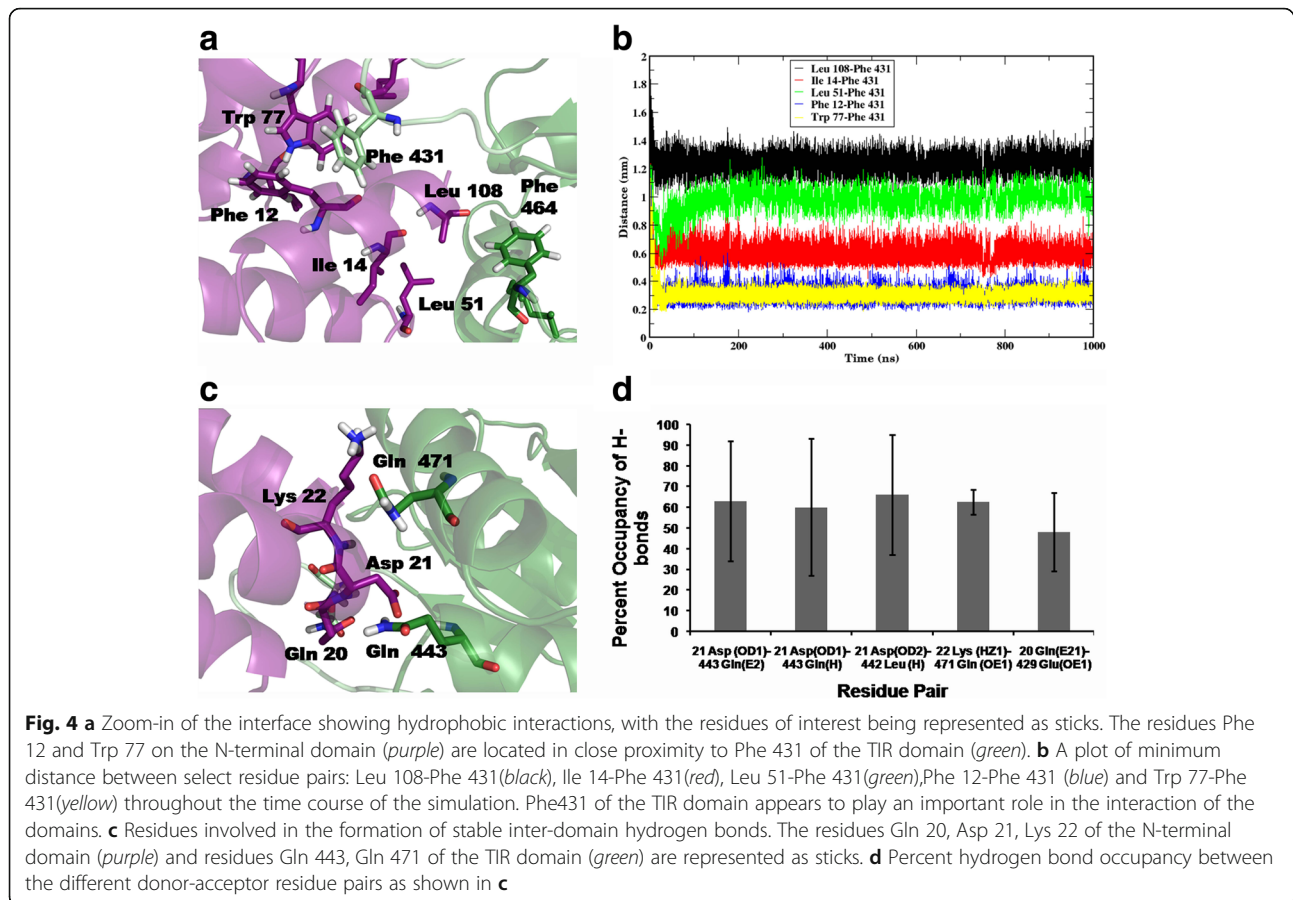 a
Trp 77
Phe 431
Phe 12
Leu 108
Phe
464
Ile 14
Leu 51
b
Leu 108-Phe 431
Ile 14-Phe 431
Leu 51-Phe 431
Phe 12-Phe 431
Trp 77-Phe 431
2
1.8
1.6
1.4
1.2
1
0.8
0.6
0.4
0.2
0
Distance (nm)
0 200 400 600 800 1000
Time (ns)
c
Gln 471
Lys 22
Asp 21
Gln 20
Gln 443
d
Percent Occupancy of H-
bonds
100
90
80
70
60
50
40
30
20
10
0
21 Asp(OD1)-
443 Gln(E2)
21 Asp(OD1)-
443 Gln(H)
21 Asp(OD2)-
442 Leu (H)
22 Lys (HZ1)-
471 Gln (OE1)
20 Gln(E21)-
429 Glu(OE1)
Residue Pair
Fig. 4 a Zoom-in of the interface showing hydrophobic interactions, with the residues of interest being represented as sticks. The residues Phe
12 and Trp 77 on the N-terminal domain (purple) are located in close proximity to Phe 431 of the TIR domain (green). b A plot of minimum
distance between select residue pairs: Leu 108-Phe 431(black), Ile 14-Phe 431(red), Leu 51-Phe 431(green),Phe 12-Phe 431 (blue) and Trp 77-Phe
431(yellow) throughout the time course of the simulation. Phe431 of the TIR domain appears to play an important role in the interaction of the
domains. c Residues involved in the formation of stable inter-domain hydrogen bonds. The residues Gln 20, Asp 21, Lys 22 of the N-terminal
domain (purple) and residues Gln 443, Gln 471 of the TIR domain (green) are represented as sticks. d Percent hydrogen bond occupancy between
the different donor-acceptor residue pairs as shown in c